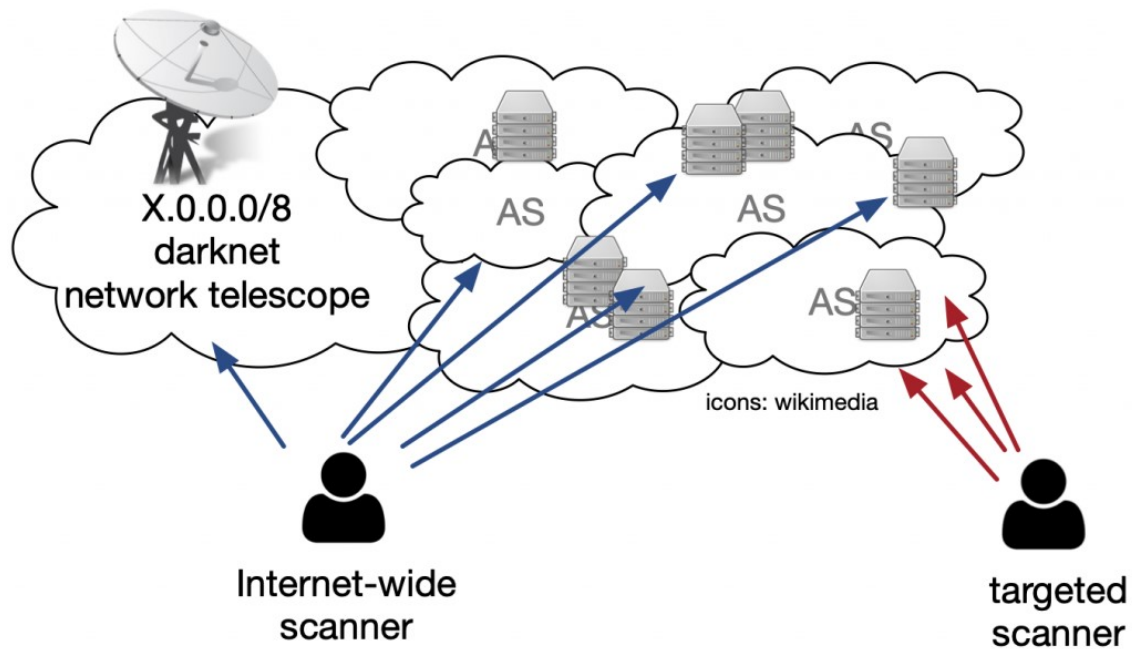 X.0.0.0/8
darknet
network telescope
AS
AS
AS
AS
AS
AS
icons: wikimedia
Internet-wide
scanner
targeted
scanner